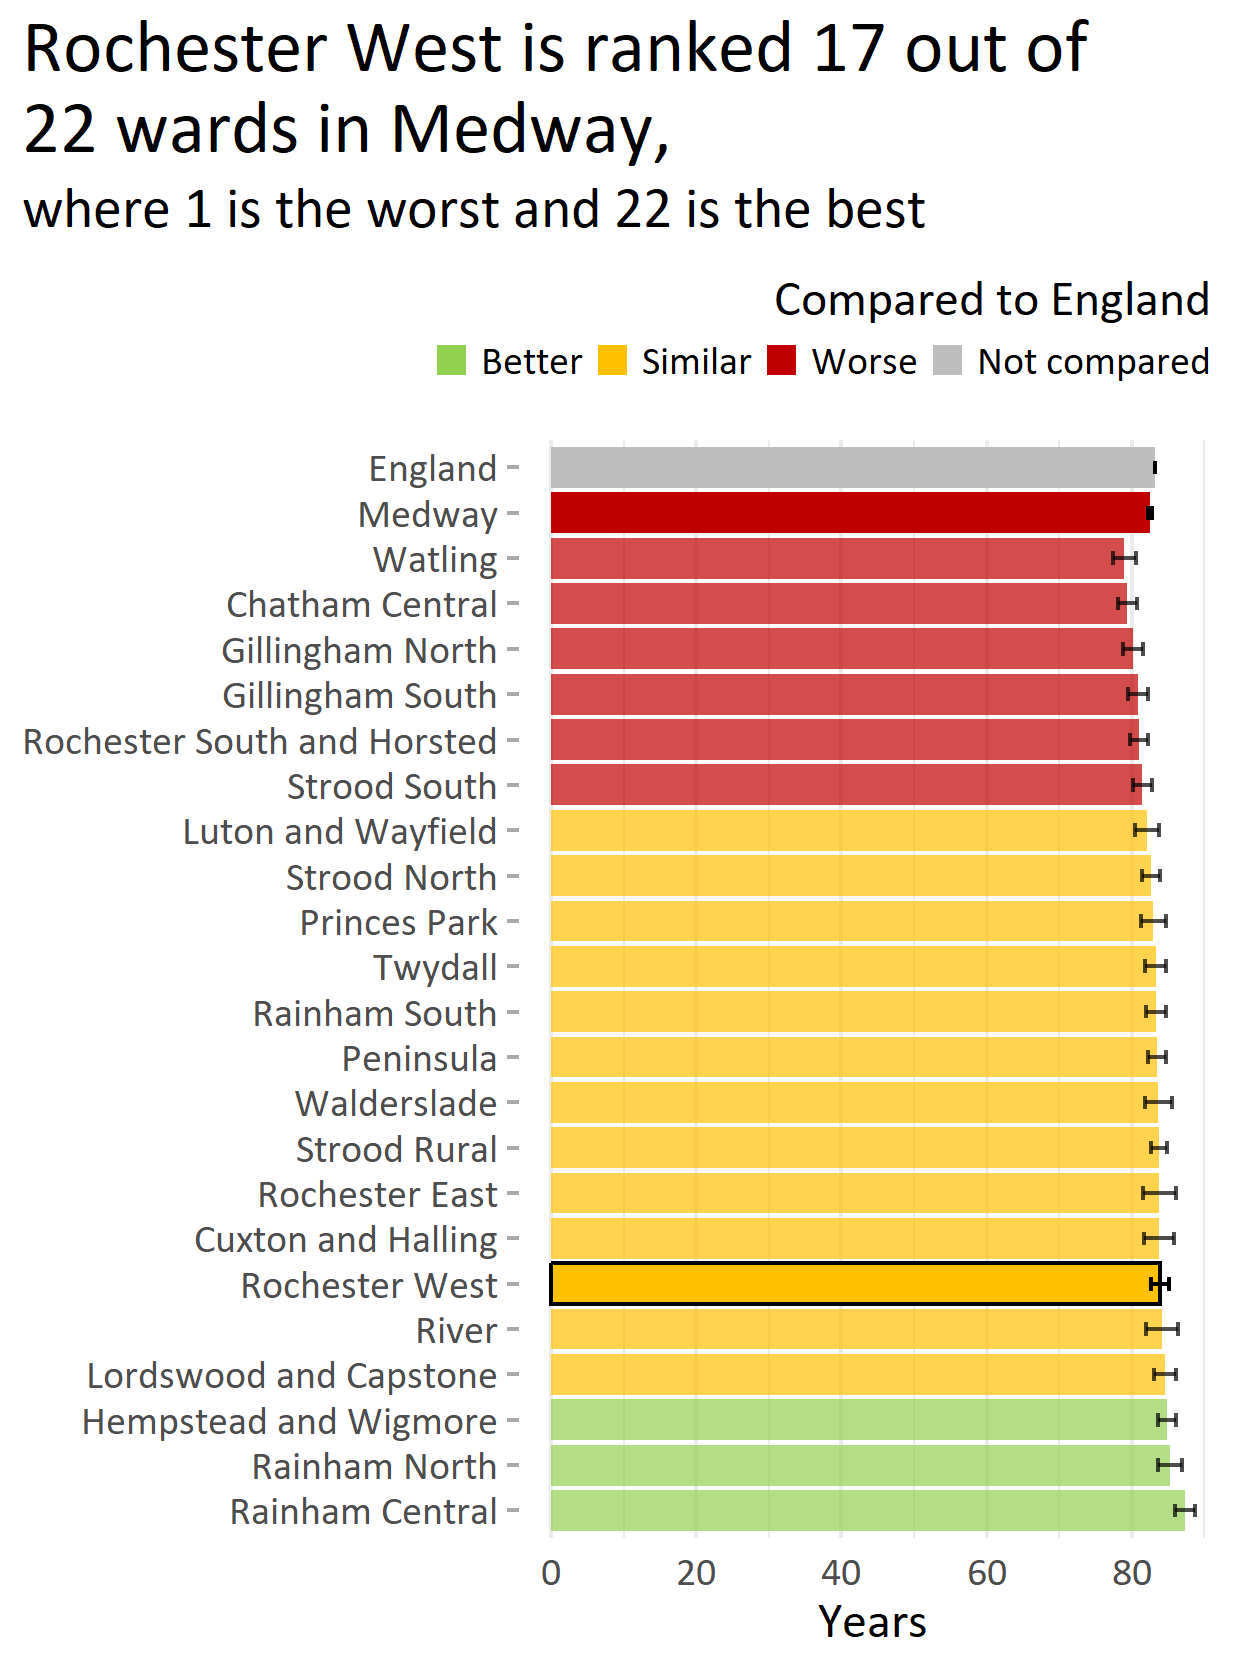 Rochester West is ranked 17 out of
22 wards in Medway,
where 1 is the worst and 22 is the best
Compared to England
Better Similar Worse Not compared
England
Medway
Watling
Chatham Central
Gillingham North
Gillingham South
Rochester South and Horsted
Strood South
Luton and Wayfield
Strood North
Princes Park
Twydall
Rainham South
Peninsula
Walderslade
Strood Rural
Rochester East
Cuxton and Halling
Rochester West
River
Lordswood and Capstone
Hempstead and Wigmore
Rainham North
Rainham Central
0 20 40 60 80
Years